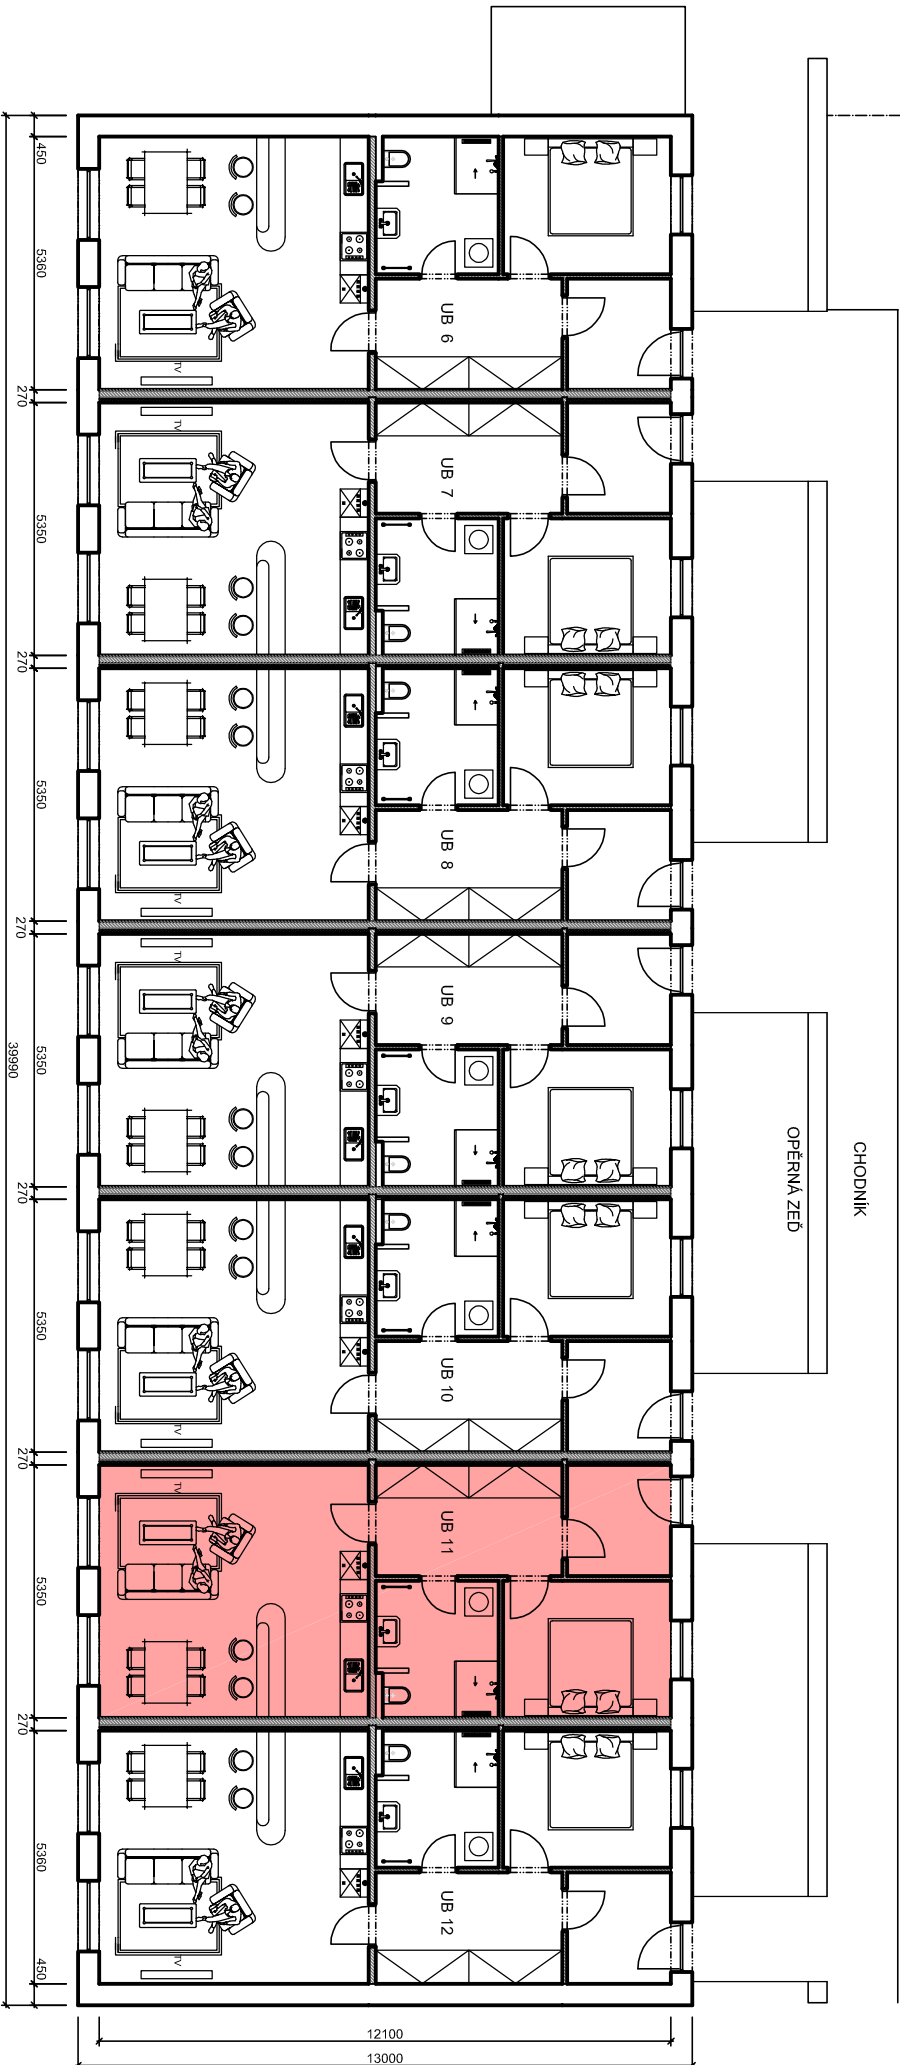 CHODNÍK
OPĚRNÁ ZEĎ
UB 6
UB 7
UB 8
UB 9
UB 10
UB 11
UB 12
TV
TV
TV
TV
TV
TV
TV
450
5360
270
5350
270
5350
270
5350
270
5350
270
5350
270
5360
450
39990
12100
13000